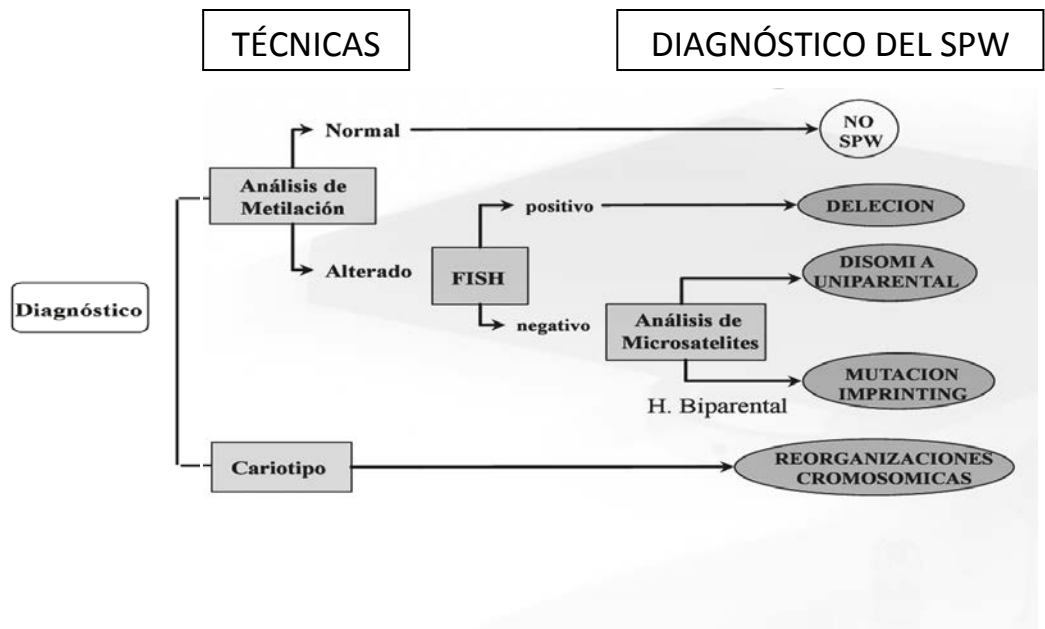 TÉCNICAS
DIAGNÓSTICO DEL SPW
Normal
NO
SPW
Análisis de
Metilación
positivo
DELECION
Alterado
FISH
DISOMI A
UNIPARENTAL
Diagnóstico
negativo
Análisis de
Microsatelites
MUTACION
IMPRINTING
H. Biparental
Cariotipo
REORGANIZACIONES
CROMOSOMICAS